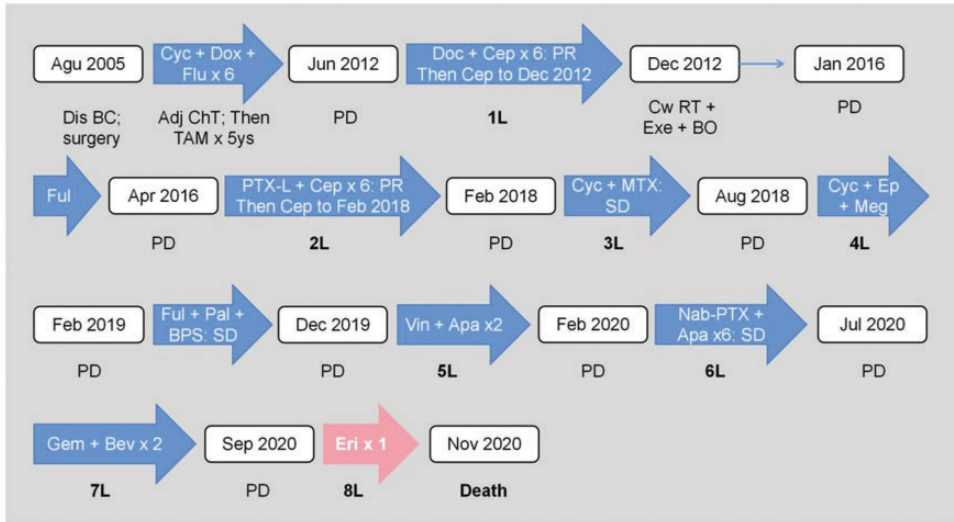 Agu 2005
Cyc + Dox +
Flu x 6
Jun 2012
Doc + Cep x 6: PR
Then Cep to Dec 2012
Dec 2012
Jan 2016
Dis BC;
surgery
Adj ChT; Then
TAM x 5ys
PD
1L
Cw RT +
Exe + BO
PD
Ful
Apr 2016
PTX-L + Cep x 6: PR
Then Cep to Feb 2018
Feb 2018
Cyc + MTX:
SD
Aug 2018
Cyc + Ep
+ Meg
PD
2L
PD
3L
PD
4L
Feb 2019
Ful + Pal +
BPS: SD
Dec 2019
Vin + Apa x2
Feb 2020
Nab-PTX +
Apa x6: SD
Jul 2020
PD
PD
5L
PD
6L
PD
Gem + Bev x 2
Sep 2020
Eri x 1
Nov 2020
7L
PD
8L
Death